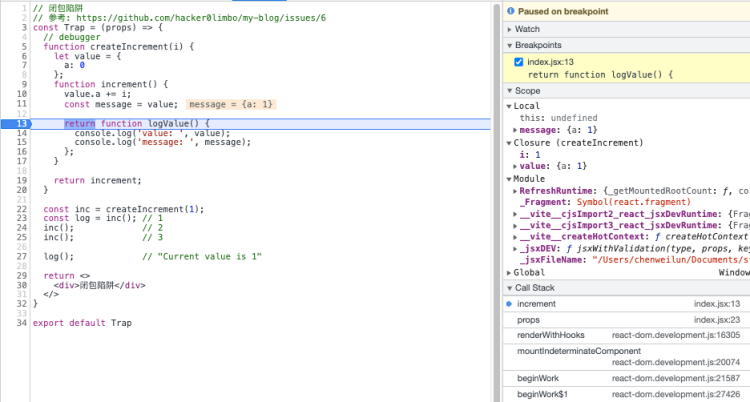 1 // 闭包陷阱
2 // 参考: https://github.com/hacker0limbo/my-blog/issues/6
3 const Trap = (props) => {
4 // debugger
5 function createIncrement(i) {
6 let value = {
7 a: 0
8 };
9 function increment() {
10 value.a += i;
11 const message = value; message = {a: 1}
12
13 return function logValue() {
14 console.log('value: ', value);
15 console.log('message: ', message);
16 };
17 }
18
19 return increment;
20 }
21
22 const inc = createIncrement(1);
23 const log = inc(); // 1
24 inc(); // 2
25 inc(); // 3
26
27 log(); // "Current value is 1"
28
29 return <>
30 <div>闭包陷阱</div>
31 </>
32 }
33
34 export default Trap
Paused on breakpoint
Watch
Breakpoints
index.jsx:13
return function logValue() {
Scope
Local
this: undefined
message: {a: 1}
Closure (createIncrement)
i: 1
value: {a: 1}
Module
RefreshRuntime: {_getMountedRootCount: ƒ, co
_Fragment: Symbol(react.fragment)
__vite__cjsImport2_react_jsxDevRuntime: {Frag
__vite__cjsImport3_react_jsxDevRuntime: {Frag
__vite__createHotContext: ƒ createHotContext
_jsxDEV: ƒ jsxWithValidation(type, props, key
_jsxFileName: "/Users/chenweilun/Documents/s
Global Window
Call Stack
increment index.jsx:13
props index.jsx:23
renderWithHooks react-dom.development.js:16305
mountIndeterminateComponent
react-dom.development.js:20074
beginWork react-dom.development.js:21587
beginWork$1 react-dom.development.js:27426